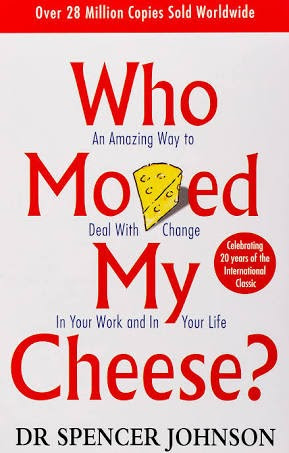 Over 28 Million Copies Sold Worldwide
Who
An Amazing Way to
Moved
Deal With Change
Celebrating
20 years of the
International
Classic
My
In Your Work and In Your Life
Cheese?
DR SPENCER JOHNSON